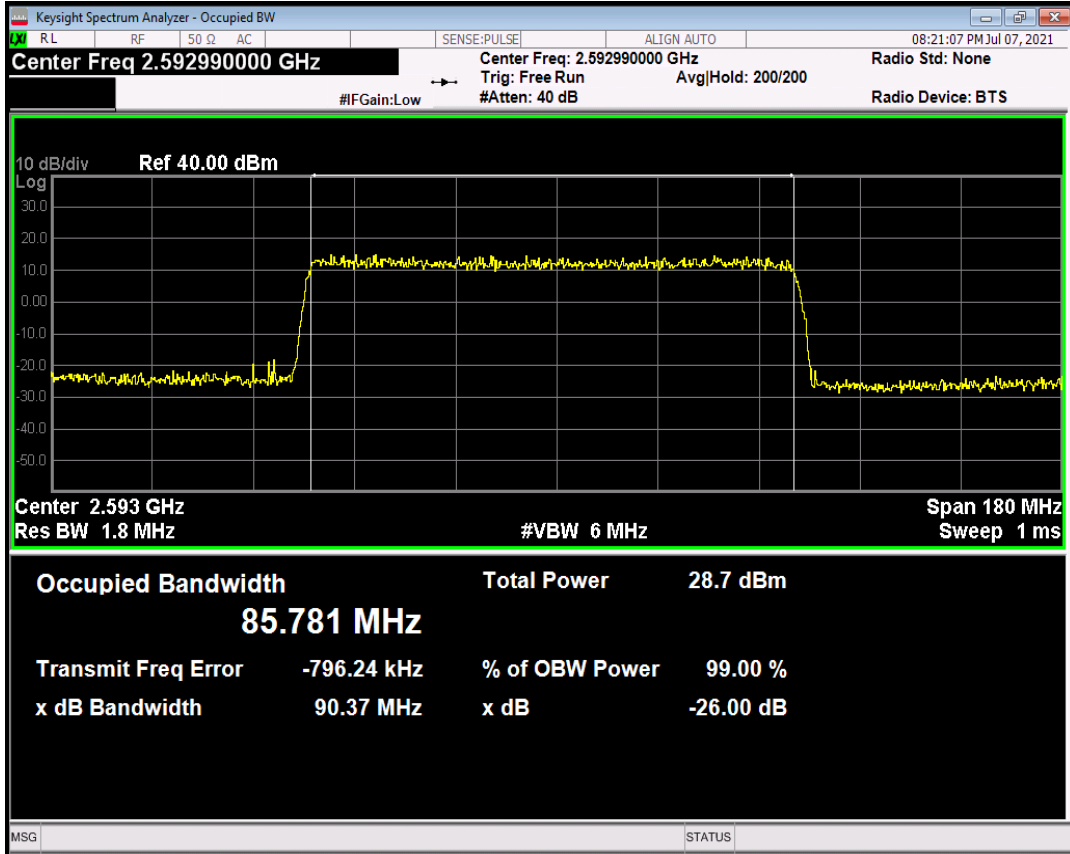 Keysight Spectrum Analyzer - Occupied BW
LXI RL RF 50 Ω AC SENSE:PULSE ALIGN AUTO 08:21:07 PM Jul 07, 2021
Center Freq 2.592990000 GHz
Center Freq: 2.592990000 GHz Radio Std: None
Trig: Free Run Avg|Hold: 200/200
#IFGain:Low #Atten: 40 dB Radio Device: BTS
10 dB/div Ref 40.00 dBm
Log
30.0
20.0
10.0
0.00
-10.0
-20.0
-30.0
-40.0
-50.0
Center 2.593 GHz Span 180 MHz
Res BW 1.8 MHz #VBW 6 MHz Sweep 1 ms
Occupied Bandwidth Total Power 28.7 dBm
85.781 MHz
Transmit Freq Error -796.24 kHz % of OBW Power 99.00 %
x dB Bandwidth 90.37 MHz x dB -26.00 dB
MSG STATUS